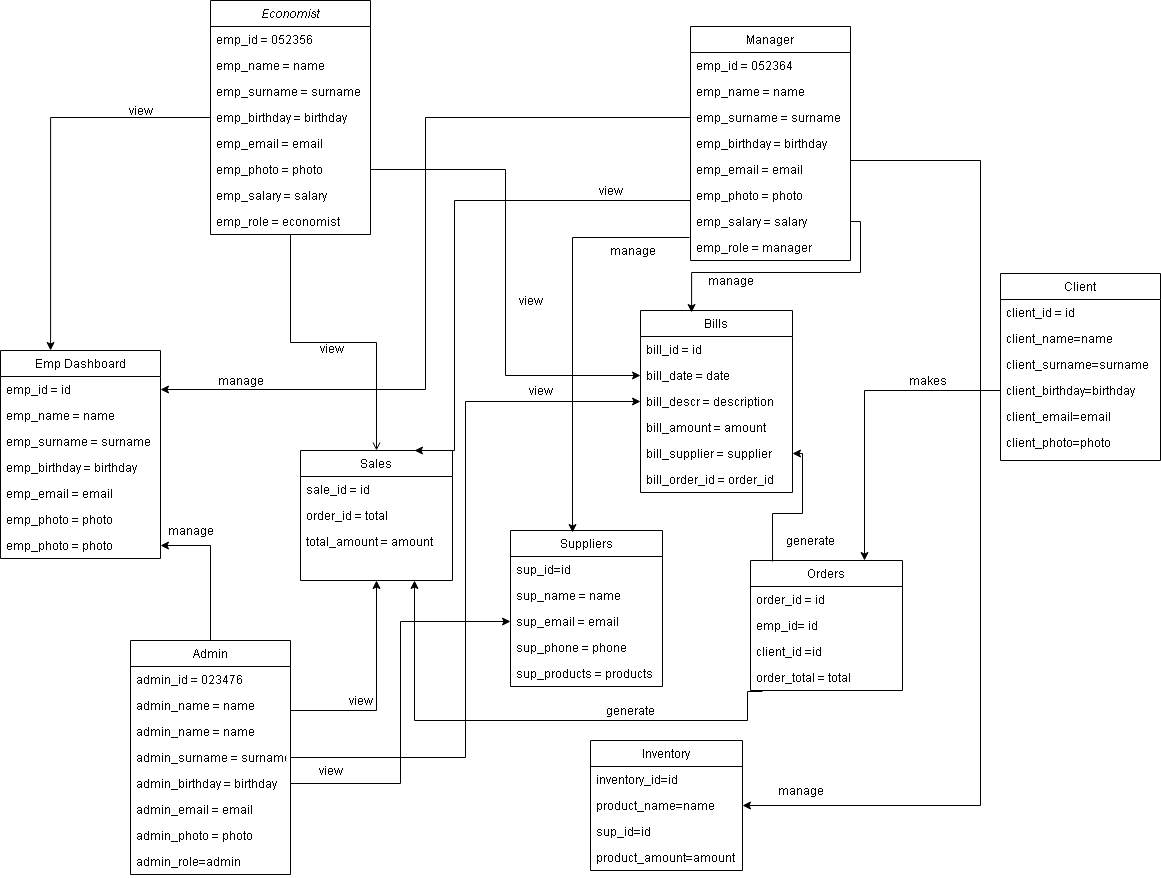 Economist
emp_id = 052356
emp_name = name
emp_surname = surname
emp_birthday = birthday
emp_email = email
emp_photo = photo
emp_salary = salary
emp_role = economist
Manager
emp_id = 052364
emp_name = name
emp_surname = surname
emp_birthday = birthday
emp_email = email
emp_photo = photo
emp_salary = salary
emp_role = manager
view
view
manage
manage
view
view
manage
view
makes
Client
client_id = id
client_name=name
client_surname=surname
client_birthday=birthday
client_email=email
client_photo=photo
Bills
bill_id = id
bill_date = date
bill_descr = description
bill_amount = amount
bill_supplier = supplier
bill_order_id = order_id
Emp Dashboard
emp_id = id
emp_name = name
emp_surname = surname
emp_birthday = birthday
emp_email = email
emp_photo = photo
emp_photo = photo
Sales
sale_id = id
order_id = total
total_amount = amount
manage
generate
Suppliers
sup_id=id
sup_name = name
sup_email = email
sup_phone = phone
sup_products = products
Orders
order_id = id
emp_id= id
client_id =id
order_total = total
Admin
admin_id = 023476
admin_name = name
admin_name = name
admin_surname = surname
admin_birthday = birthday
admin_email = email
admin_photo = photo
admin_role=admin
view
generate
view
manage
Inventory
inventory_id=id
product_name=name
sup_id=id
product_amount=amount